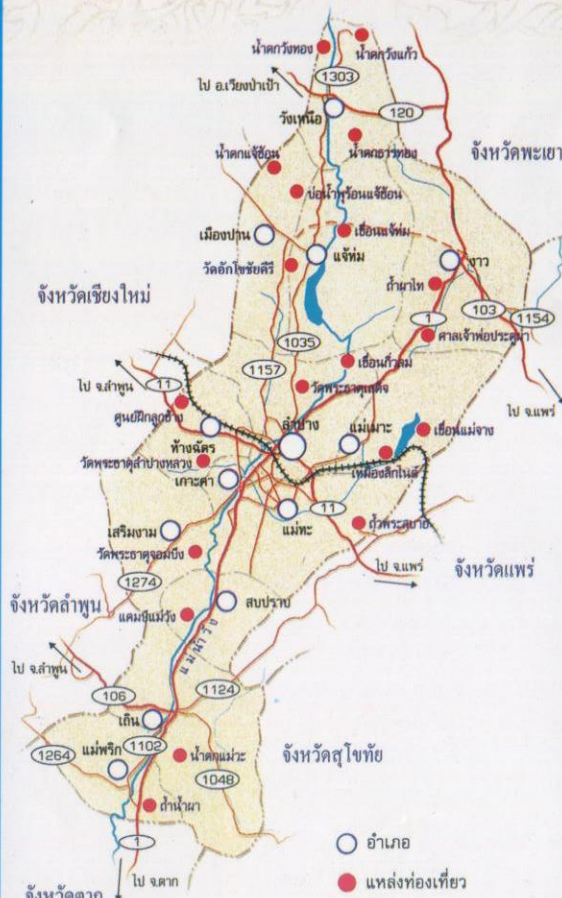 น้ำตกวังทอง
น้ำตกวังแก้ว
1303
ไป อ.เวียงป่าเป้า
วังเหนือ
120
น้ำตกธารทอง
จังหวัดพะเยา
น้ำตกแจ้ซ้อน
บ่อน้ำพุร้อนแจ้ซ้อน
เขื่อนแจ้ห่ม
เมืองปาน
แจ้ห่ม
งาว
วัดอักโขชัยคีรี
ถ้ำผาไท
จังหวัดเชียงใหม่
1
103
1154
ศาลเจ้าพ่อประตูผา
1035
1157
เขื่อนกิ่วลม
ไป จ.ลำพูน
11
วัดพระธาตุเสด็จ
ไป จ.แพร่
ศูนย์ฝึกลูกช้าง
ลำปาง
แม่เมาะ
เขื่อนแม่จาง
ห้างฉัตร
วัดพระธาตุลำปางหลวง
เหมืองลิกไนต์
เกาะคา
11
แม่ทะ
ถ้ำพระสบาย
เสริมงาม
วัดพระธาตุจอมปิง
ไป จ.แพร่
จังหวัดแพร่
1274
จังหวัดลำพูน
สบปราบ
แคมป์แม่วัง
แม่น้ำวัง
ไป จ.ลำพูน
106
1124
เถิน
1264
แม่พริก
1102
น้ำตกแม่วะ
จังหวัดสุโขทัย
1048
ถ้ำน้ำผา
1
อำเภอ
แหล่งท่องเที่ยว
ไป จ.ตาก
จังหวัดตาก